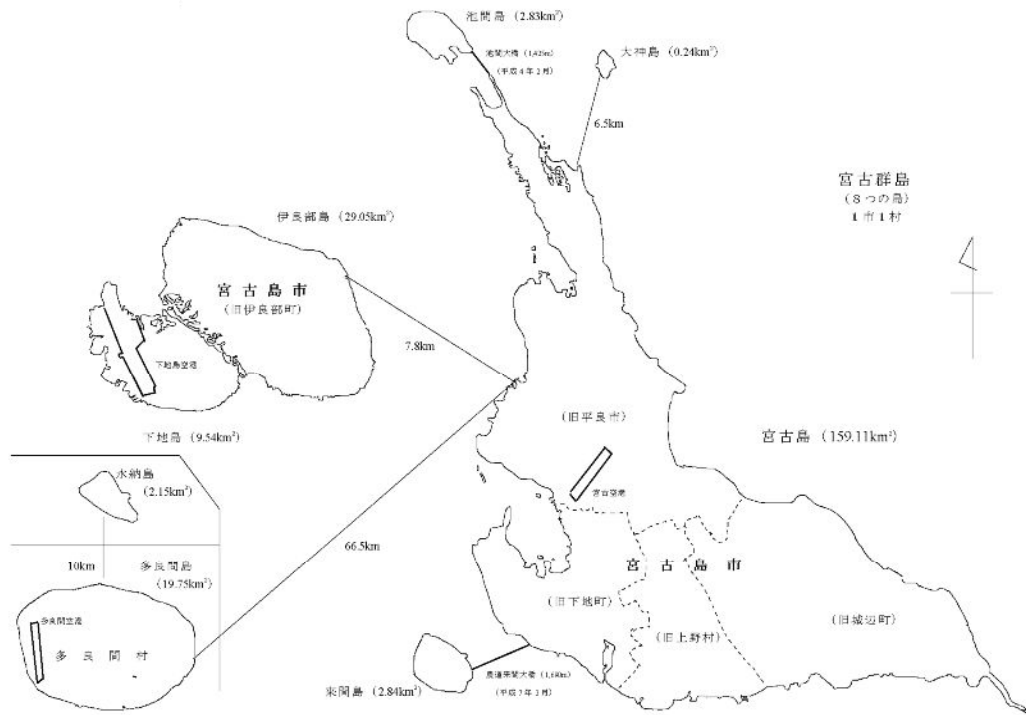 池間島 (2.83km²)
池間大橋 (1,425m)
(平成4年2月)
大神島 (0.24km²)
6.5km
宮古群島
(8つの島)
1市1村
伊良部島 (29.05km²)
宮古島市
(旧伊良部町)
7.8km
下地島空港
下地島 (9.54km²)
(旧平良市)
宮古島 (159.11km²)
宮古空港
水納島
(2.15km²)
66.5km
10km
多良間島
(19.75km²)
多良間空港
多良間村
宮古島市
(旧下地町)
(旧上野村)
(旧城辺町)
来間島 (2.84km²)
農道来間大橋 (1,690m)
(平成7年3月)